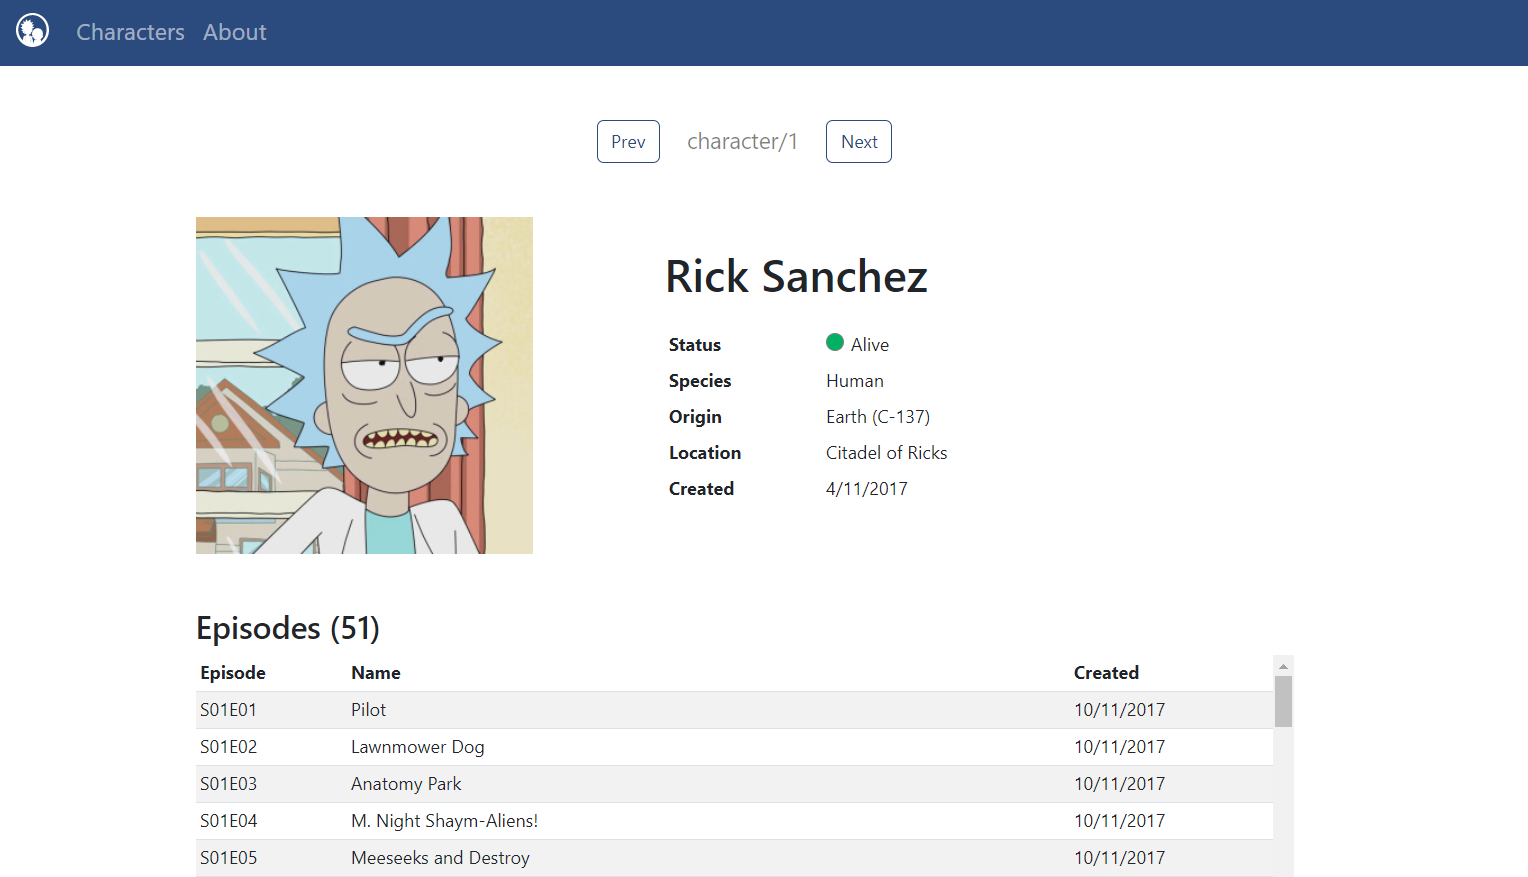 Characters About
Prev character/1 Next
Rick Sanchez
Status Alive
Species Human
Origin Earth (C-137)
Location Citadel of Ricks
Created 4/11/2017
Episodes (51)
Episode Name Created
S01E01 Pilot 10/11/2017
S01E02 Lawnmower Dog 10/11/2017
S01E03 Anatomy Park 10/11/2017
S01E04 M. Night Shaym-Aliens! 10/11/2017
S01E05 Meeseeks and Destroy 10/11/2017